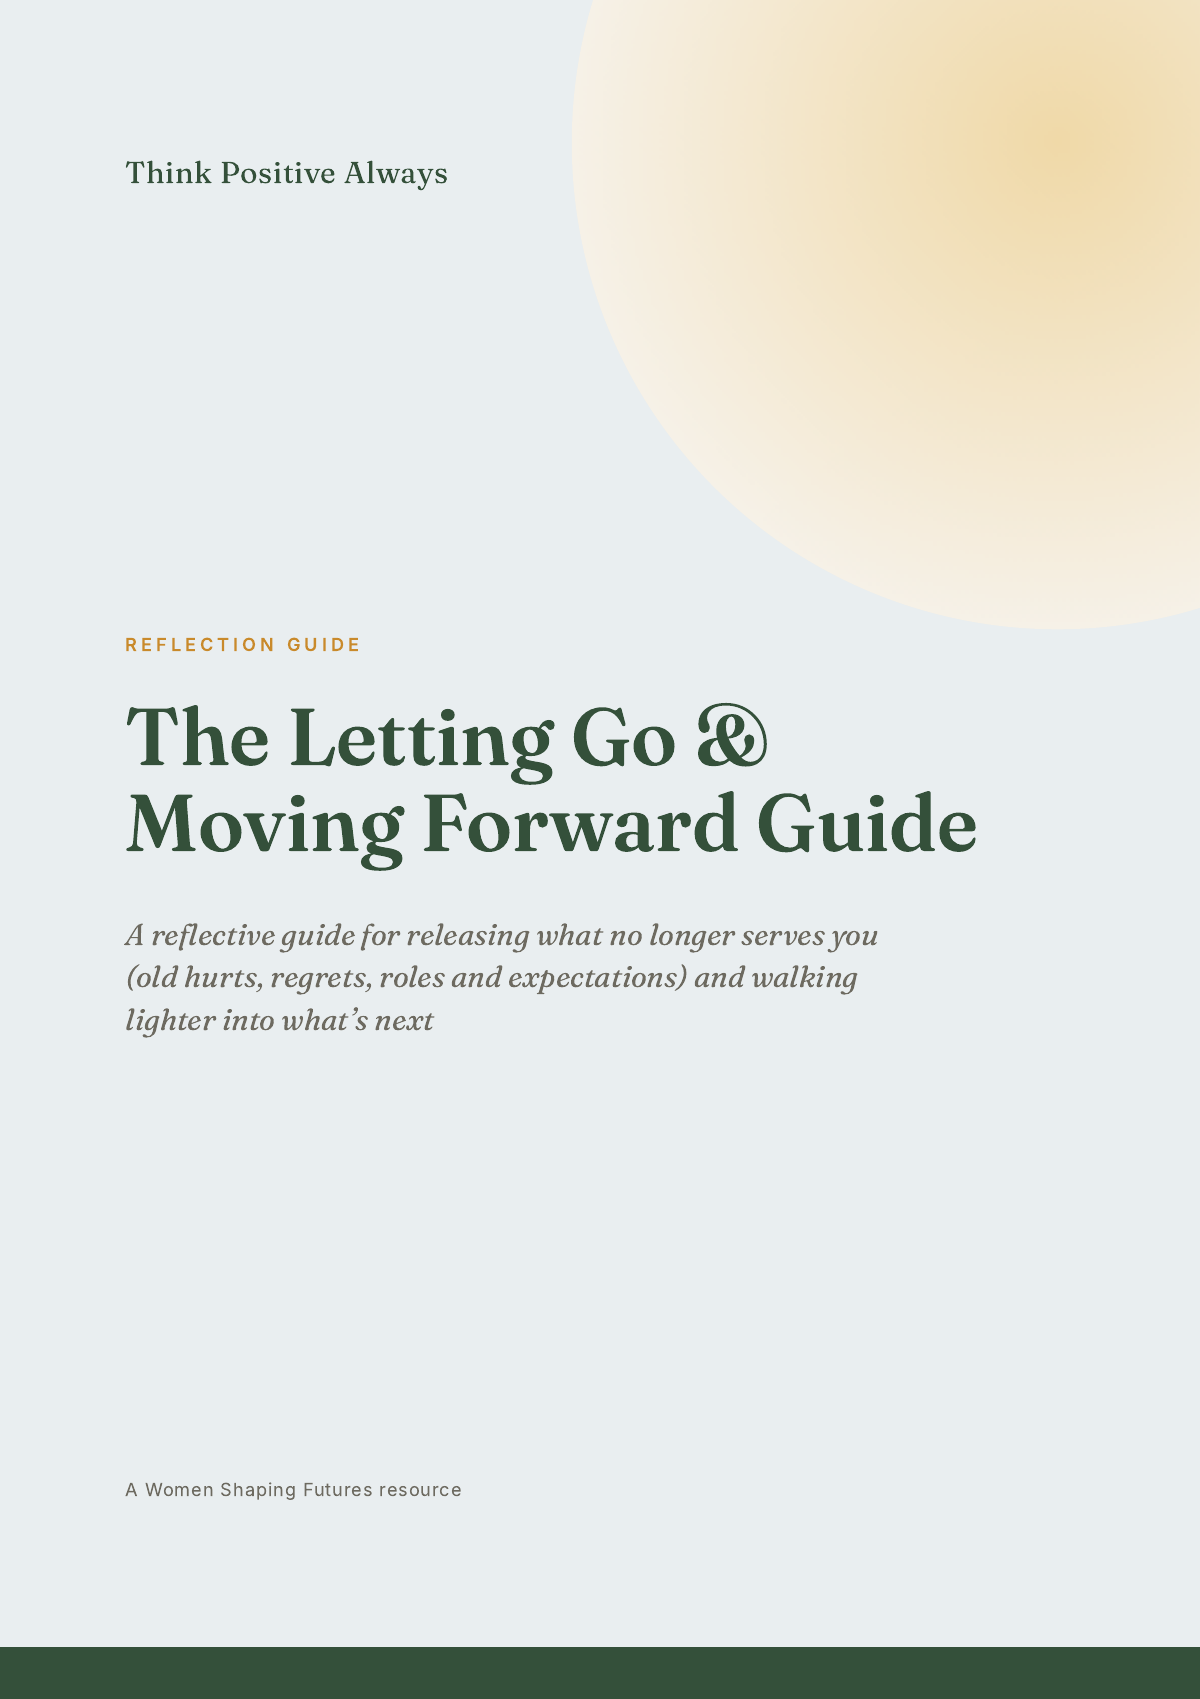 Think Positive Always
REFLECTION GUIDE
The Letting Go &
Moving Forward Guide
A reflective guide for releasing what no longer serves you
(old hurts, regrets, roles and expectations) and walking
lighter into what’s next
A Women Shaping Futures resource